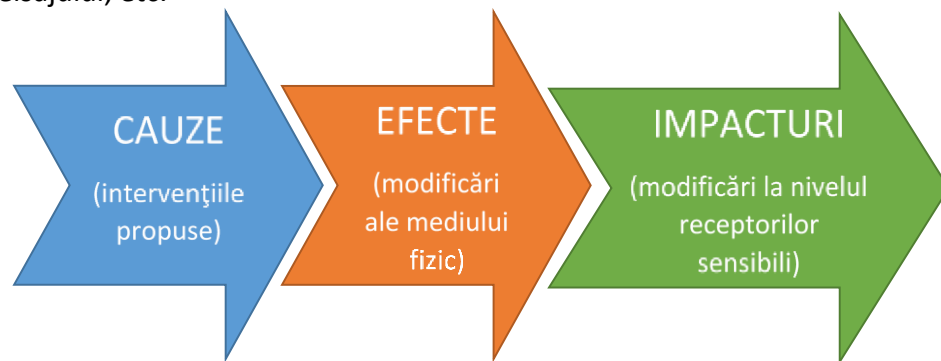 CAUZE
(intervenţiile
propuse)
EFECTE
(modificări
ale mediului
fizic)
IMPACTURI
(modificări la nivelul
receptorilor
sensibili)